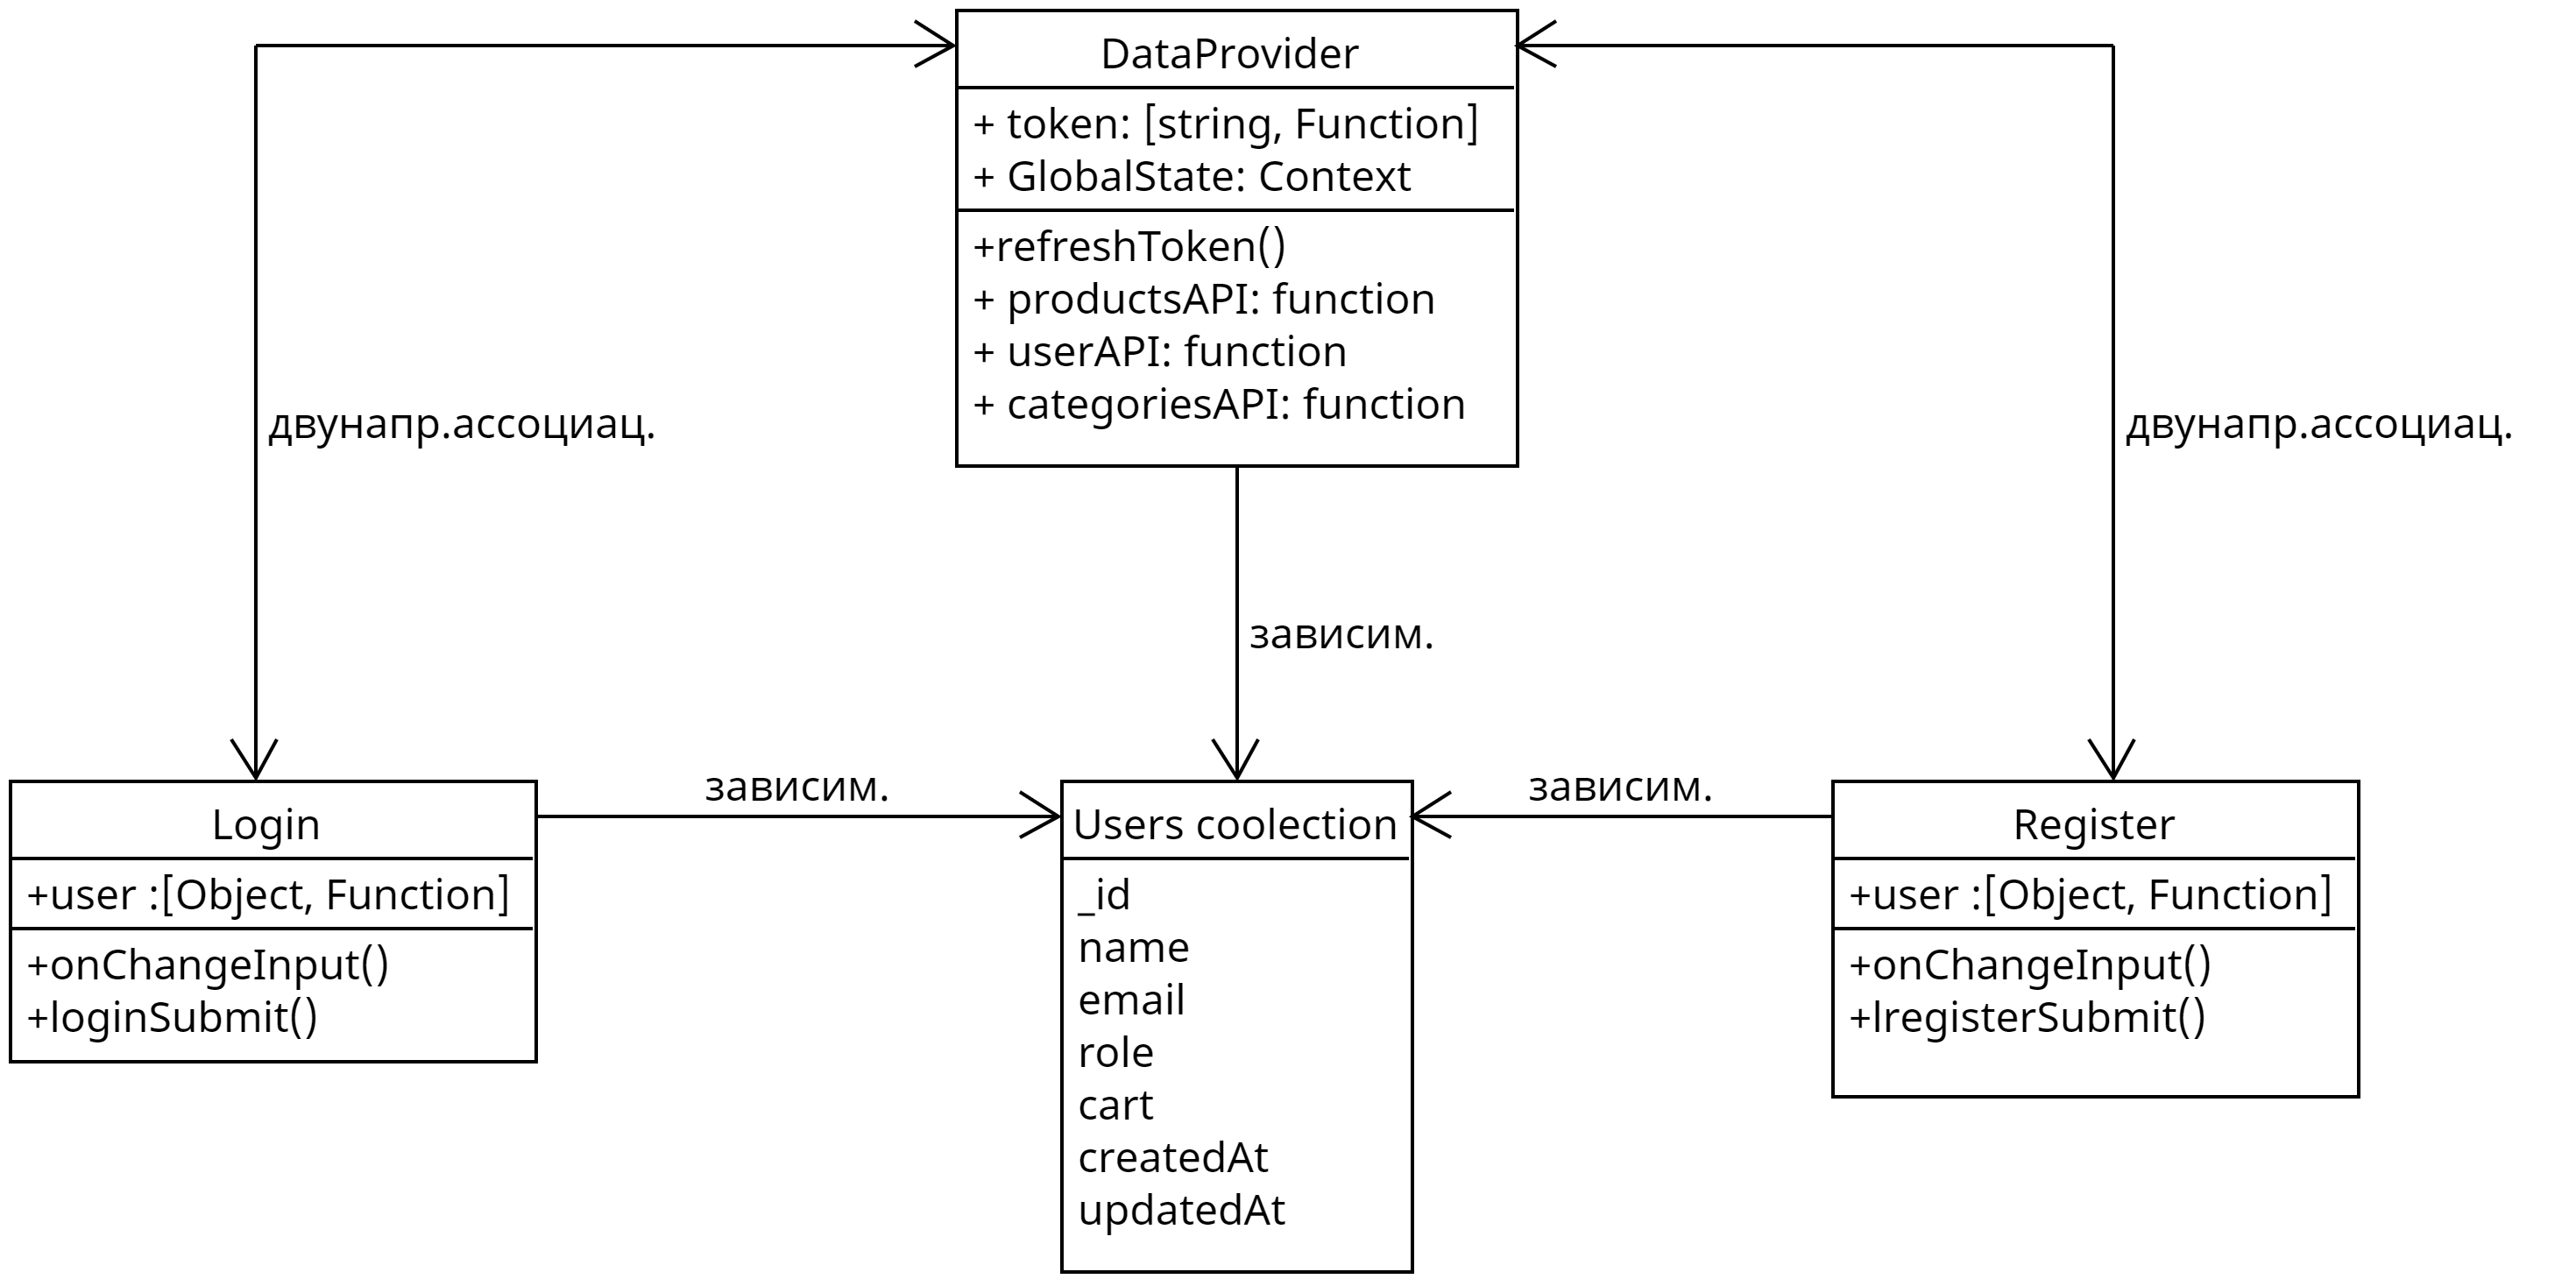 DataProvider
+ token: [string, Function]
+ GlobalState: Context
+refreshToken()
+ productsAPI: function
+ userAPI: function
+ categoriesAPI: function
двунапр.ассоциац.
двунапр.ассоциац.
зависим.
зависим.
зависим.
Login
+user :[Object, Function]
+onChangeInput()
+loginSubmit()
Users coolection
_id
name
email
role
cart
createdAt
updatedAt
Register
+user :[Object, Function]
+onChangeInput()
+lregisterSubmit()